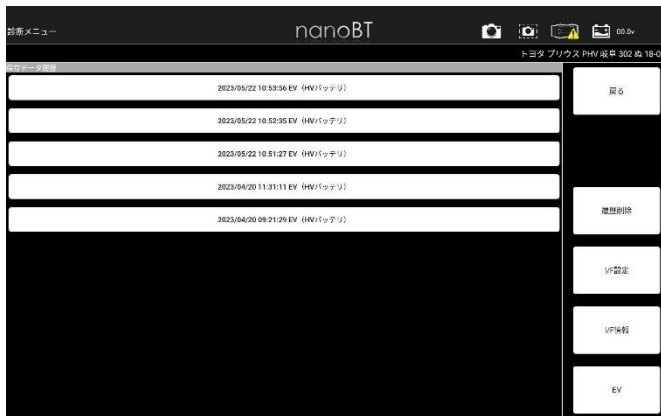 診断メニュー
nanoBT
00.0v
トヨタ プリウス PHV 岐阜 302 ぬ 18-0
保存データ履歴
2023/05/22 10:53:56 EV（HVバッテリ）
2023/05/22 10:52:35 EV（HVバッテリ）
2023/05/22 10:51:27 EV（HVバッテリ）
2023/04/20 11:31:11 EV（HVバッテリ）
2023/04/20 09:21:29 EV（HVバッテリ）
戻る
履歴削除
I/F設定
I/F情報
EV